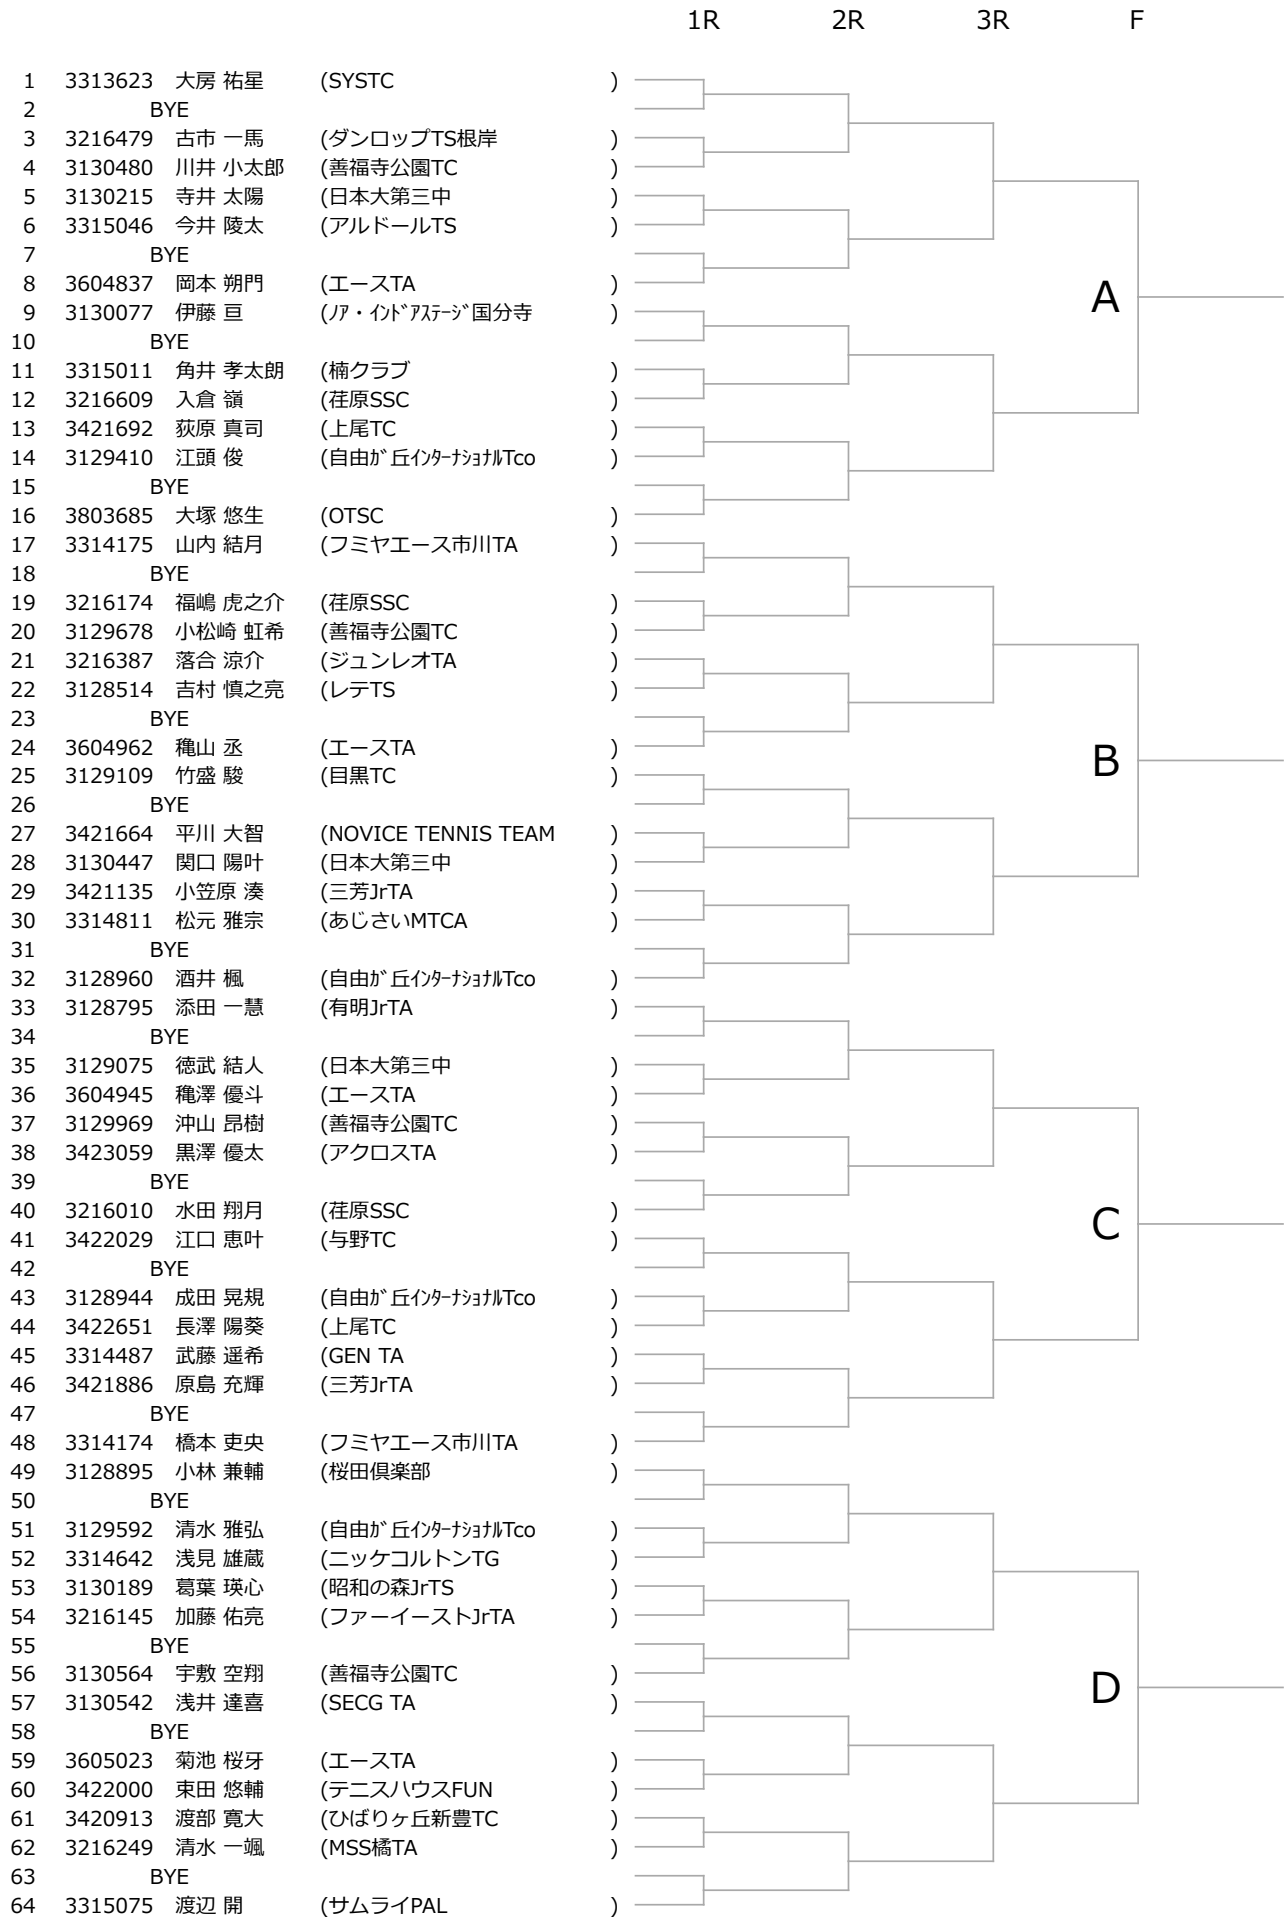 1R 2R 3R F
1 3313623 大房 祐星 (SYSTC )
2 BYE
3 3216479 古市 一馬 (ダンロップTS根岸 )
4 3130480 川井 小太郎 (善福寺公園TC )
5 3130215 寺井 太陽 (日本大第三中 )
6 3315046 今井 陵太 (アルドールTS )
7 BYE
8 3604837 岡本 朔門 (エースTA )
9 3130077 伊藤 亘 (ﾉｱ・ｲﾝﾄﾞｱｽﾃｰｼﾞ国分寺 )
A
10 BYE
11 3315011 角井 孝太朗 (楠クラブ )
12 3216609 入倉 嶺 (荏原SSC )
13 3421692 荻原 真司 (上尾TC )
14 3129410 江頭 俊 (自由が丘ｲﾝﾀｰﾅｼｮﾅﾙTco )
15 BYE
16 3803685 大塚 悠生 (OTSC )
17 3314175 山内 結月 (フミヤエース市川TA )
18 BYE
19 3216174 福嶋 虎之介 (荏原SSC )
20 3129678 小松崎 虹希 (善福寺公園TC )
21 3216387 落合 涼介 (ジュンレオTA )
22 3128514 吉村 慎之亮 (レテTS )
23 BYE
24 3604962 穐山 丞 (エースTA )
B
25 3129109 竹盛 駿 (目黒TC )
26 BYE
27 3421664 平川 大智 (NOVICE TENNIS TEAM )
28 3130447 関口 陽叶 (日本大第三中 )
29 3421135 小笠原 湊 (三芳JrTA )
30 3314811 松元 雅宗 (あじさいMTCA )
31 BYE
32 3128960 酒井 楓 (自由が丘ｲﾝﾀｰﾅｼｮﾅﾙTco )
33 3128795 添田 一慧 (有明JrTA )
34 BYE
35 3129075 徳武 結人 (日本大第三中 )
36 3604945 穐澤 優斗 (エースTA )
37 3129969 沖山 昂樹 (善福寺公園TC )
38 3423059 黒澤 優太 (アクロスTA )
39 BYE
40 3216010 水田 翔月 (荏原SSC )
C
41 3422029 江口 恵叶 (与野TC )
42 BYE
43 3128944 成田 晃規 (自由が丘ｲﾝﾀｰﾅｼｮﾅﾙTco )
44 3422651 長澤 陽葵 (上尾TC )
45 3314487 武藤 遥希 (GEN TA )
46 3421886 原島 充輝 (三芳JrTA )
47 BYE
48 3314174 橋本 吏央 (フミヤエース市川TA )
49 3128895 小林 兼輔 (桜田倶楽部 )
50 BYE
51 3129592 清水 雅弘 (自由が丘ｲﾝﾀｰﾅｼｮﾅﾙTco )
52 3314642 浅見 雄蔵 (ニッケコルトンTG )
53 3130189 葛葉 瑛心 (昭和の森JrTS )
54 3216145 加藤 佑亮 (ファーイーストJrTA )
55 BYE
56 3130564 宇敷 空翔 (善福寺公園TC )
D
57 3130542 浅井 達喜 (SECG TA )
58 BYE
59 3605023 菊池 桜牙 (エースTA )
60 3422000 束田 悠輔 (テニスハウスFUN )
61 3420913 渡部 寛大 (ひばりヶ丘新豊TC )
62 3216249 清水 一颯 (MSS橘TA )
63 BYE
64 3315075 渡辺 開 (サムライPAL )